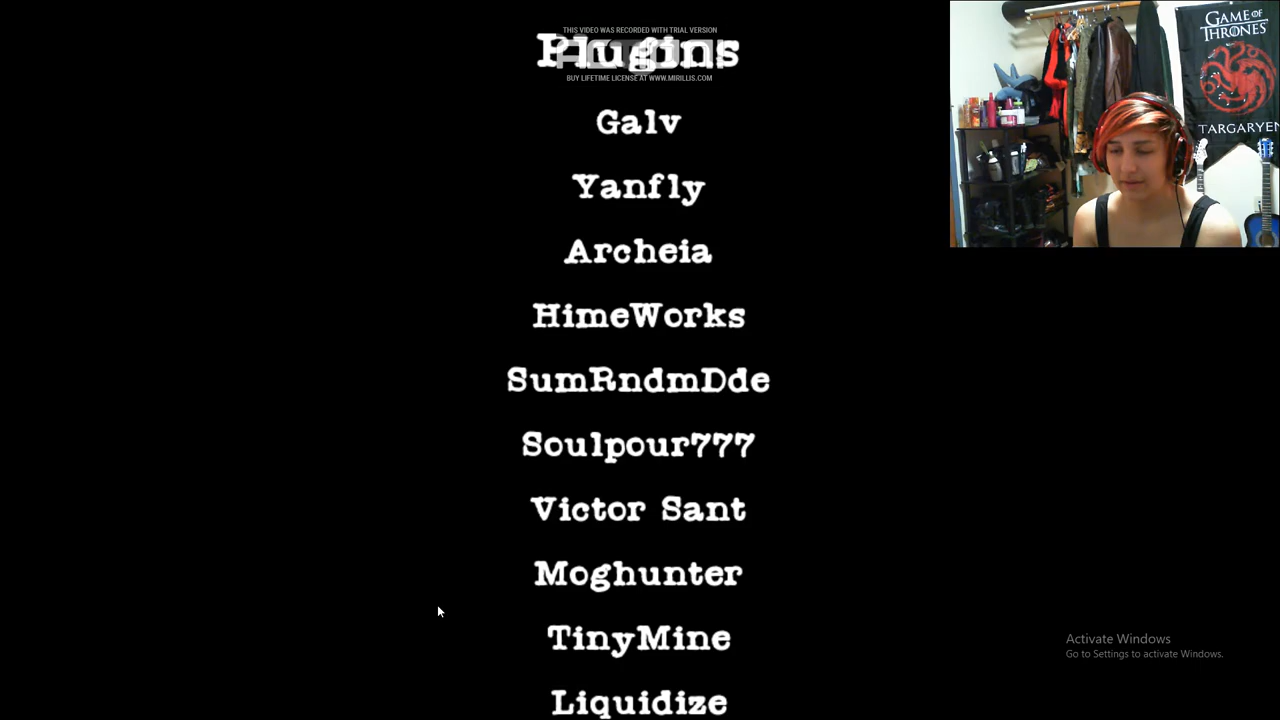 THIS VIDEO WAS RECORDED WITH TRIAL VERSION
Plugins
BUY LIFETIME LICENSE AT WWW.MIRILLIS.COM
Galv
Yanfly
Archeia
HimeWorks
SumRndmDde
Soulpour777
Victor Sant
Moghunter
TinyMine
Liquidize
GAME OF
THRONES
TARGARYEN
Activate Windows
Go to Settings to activate Windows.